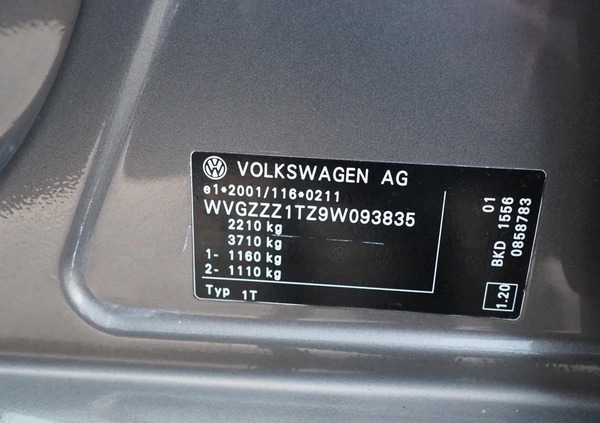 VOLKSWAGEN AG
e1*2001/116*0211
WVGZZZ1TZ9W093835
2210 kg
3710 kg
1- 1160 kg
2- 1110 kg
Typ 1T
01
BKD 1556
0858783
1.20